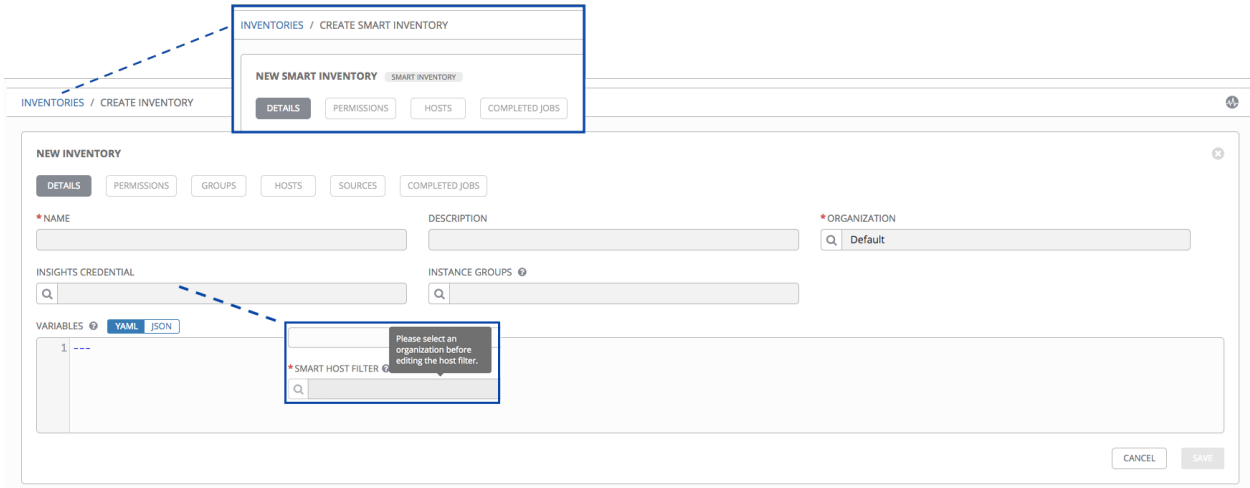 INVENTORIES / CREATE SMART INVENTORY
NEW SMART INVENTORY SMART INVENTORY
DETAILS PERMISSIONS HOSTS COMPLETED JOBS
INVENTORIES / CREATE INVENTORY
NEW INVENTORY
DETAILS PERMISSIONS GROUPS HOSTS SOURCES COMPLETED JOBS
* NAME DESCRIPTION * ORGANIZATION
Default
INSIGHTS CREDENTIAL INSTANCE GROUPS ?
VARIABLES ? YAML JSON
1 ---
Please select an
organization before
editing the host filter.
* SMART HOST FILTER ?
CANCEL SAVE